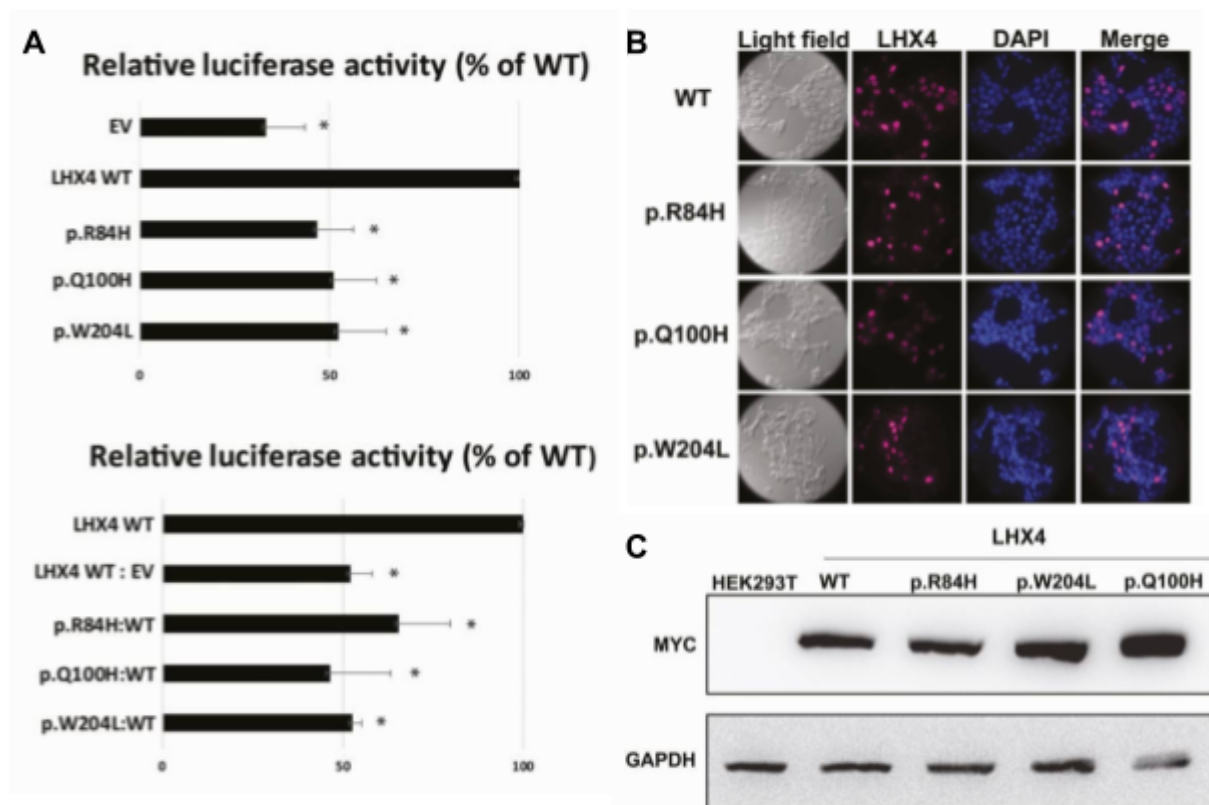 A
Relative luciferase activity (% of WT)
EV *
LHX4 WT
p.R84H *
p.Q100H *
p.W204L *
0 50 100
Relative luciferase activity (% of WT)
LHX4 WT
LHX4 WT : EV *
p.R84H:WT *
p.Q100H:WT *
p.W204L:WT *
0 50 100
B
Light field LHX4 DAPI Merge
WT
p.R84H
p.Q100H
p.W204L
C
LHX4
HEK293T WT p.R84H p.W204L p.Q100H
MYC
GAPDH